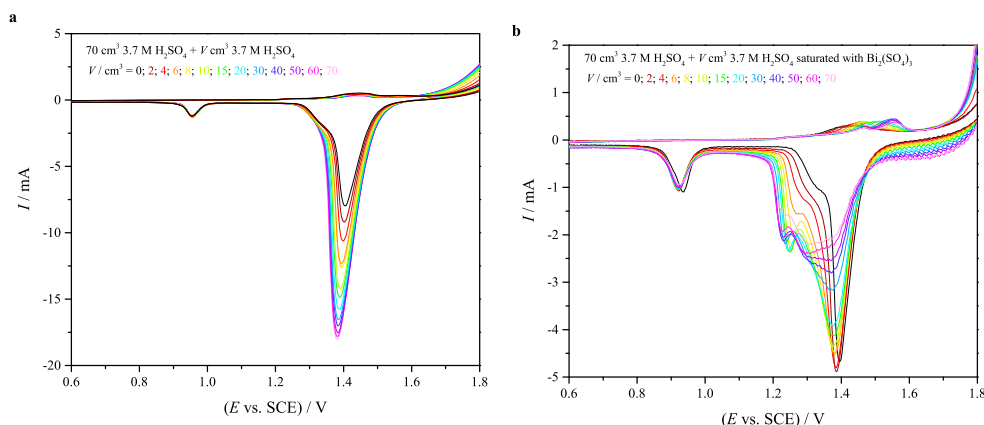 a
70 cm³ 3.7 M H₂SO₄ + V cm³ 3.7 M H₂SO₄
V / cm³ = 0; 2; 4; 6; 8; 10; 15; 20; 30; 40; 50; 60; 70
5
0
-5
-10
-15
-20
I / mA
0.6 0.8 1.0 1.2 1.4 1.6 1.8
(E vs. SCE) / V
b
70 cm³ 3.7 M H₂SO₄ + V cm³ 3.7 M H₂SO₄ saturated with Bi₂(SO₄)₃
V / cm³ = 0; 2; 4; 6; 8; 10; 15; 20; 30; 40; 50; 60; 70
2
1
0
-1
-2
-3
-4
-5
I / mA
0.6 0.8 1.0 1.2 1.4 1.6 1.8
(E vs. SCE) / V